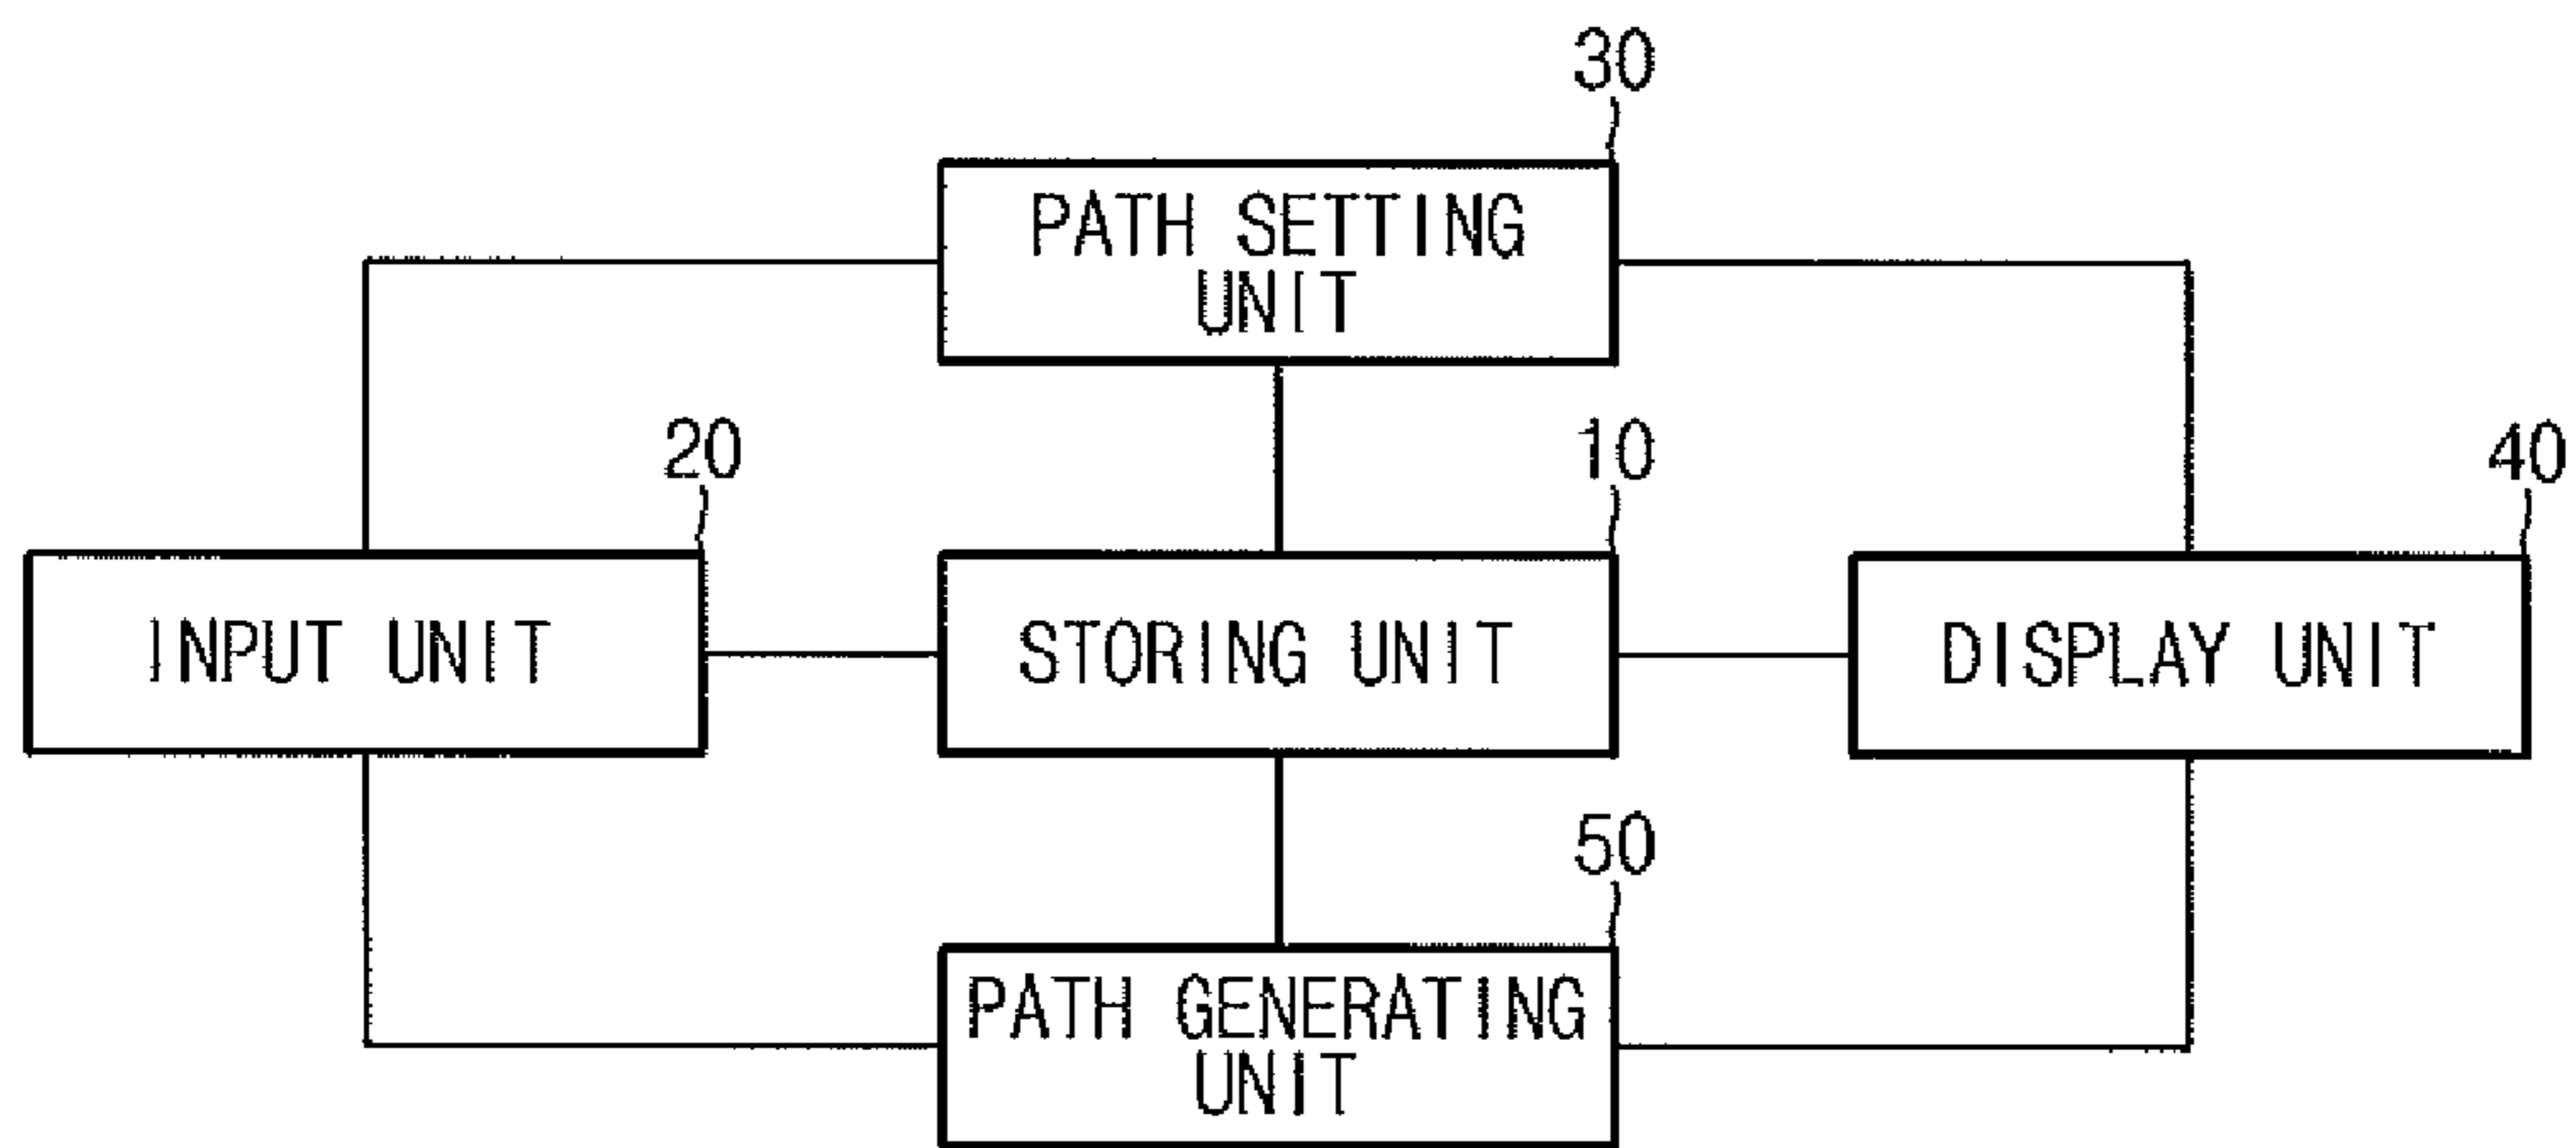 30
PATH SETTING
UNIT
20
10
40
INPUT UNIT
STORING UNIT
DISPLAY UNIT
50
PATH GENERATING
UNIT